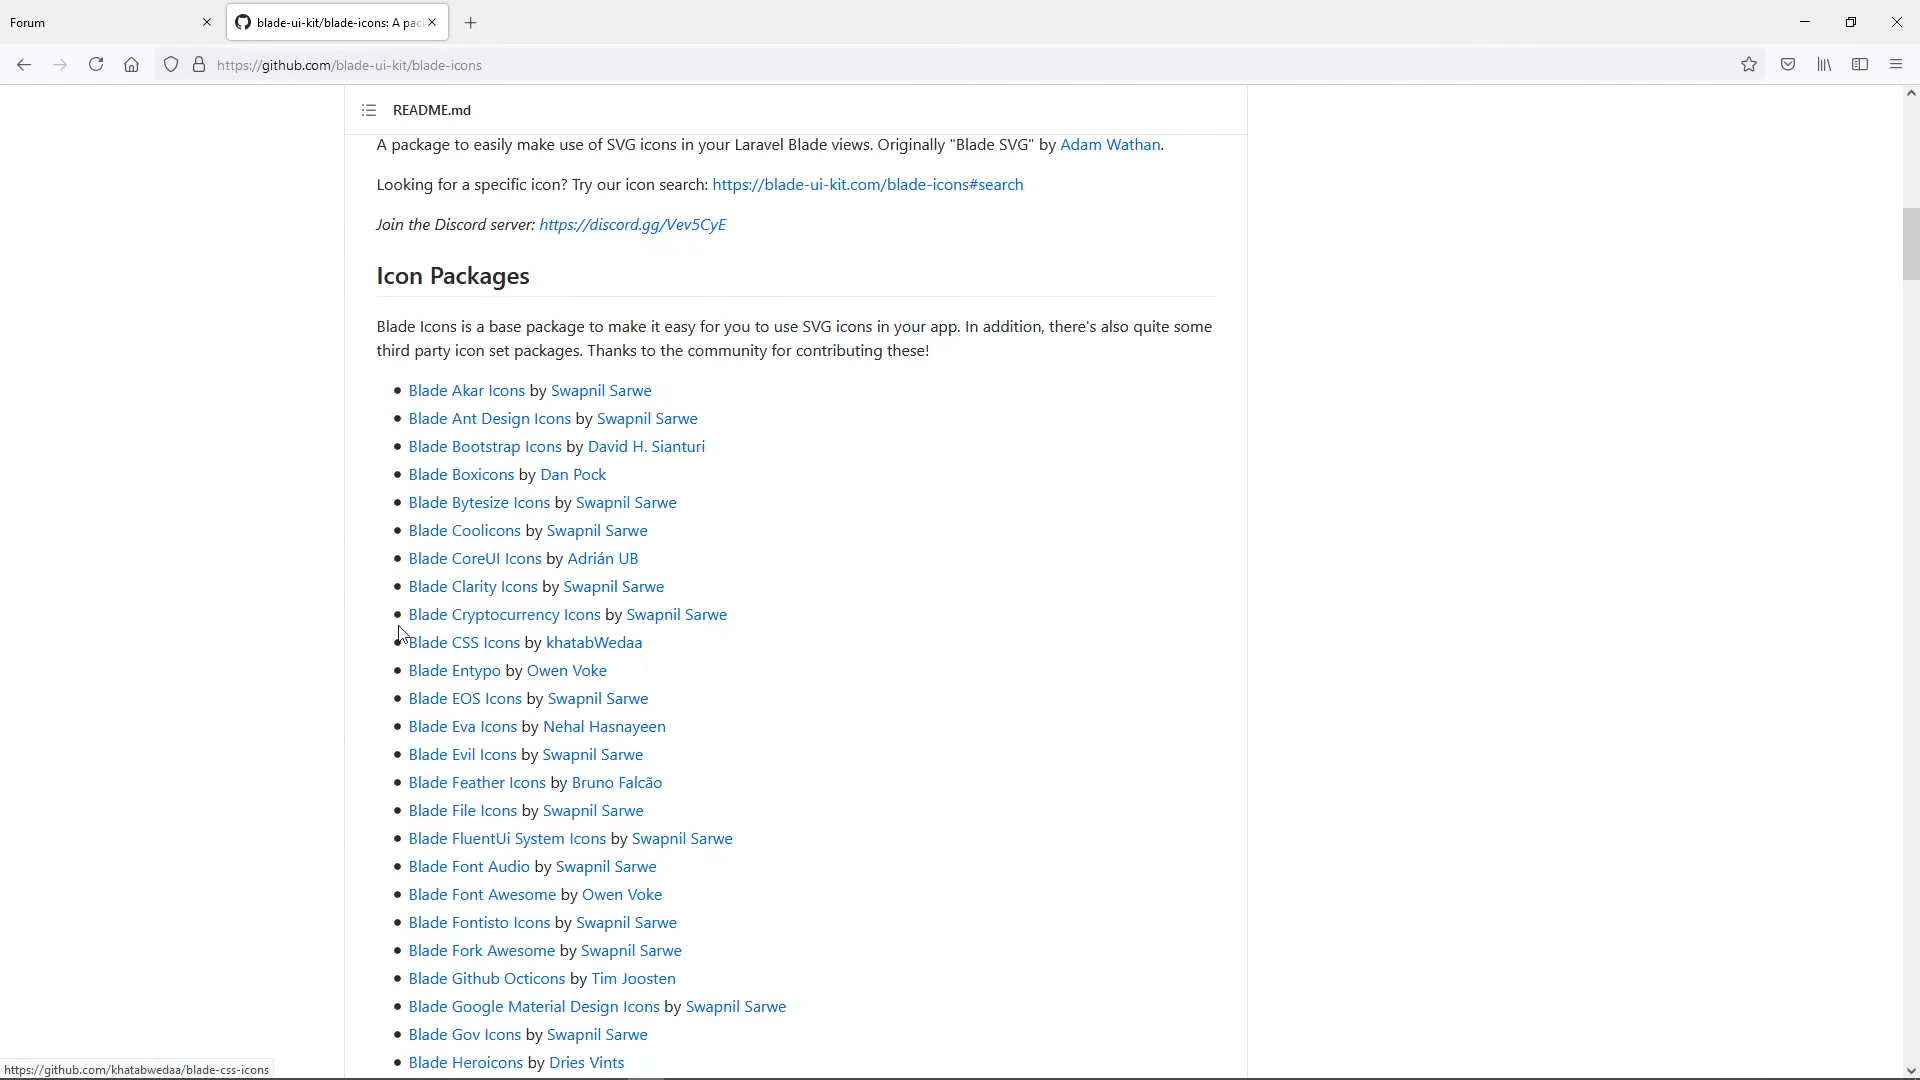 Forum
blade-ui-kit/blade-icons: A pac
https://github.com/blade-ui-kit/blade-icons
README.md
A package to easily make use of SVG icons in your Laravel Blade views. Originally "Blade SVG" by Adam Wathan.
Looking for a specific icon? Try our icon search: https://blade-ui-kit.com/blade-icons#search
Join the Discord server: https://discord.gg/Vev5CyE
Icon Packages
Blade Icons is a base package to make it easy for you to use SVG icons in your app. In addition, there's also quite some
third party icon set packages. Thanks to the community for contributing these!
Blade Akar Icons by Swapnil Sarwe
Blade Ant Design Icons by Swapnil Sarwe
Blade Bootstrap Icons by David H. Sianturi
Blade Boxicons by Dan Pock
Blade Bytesize Icons by Swapnil Sarwe
Blade Coolicons by Swapnil Sarwe
Blade CoreUI Icons by Adrián UB
Blade Clarity Icons by Swapnil Sarwe
Blade Cryptocurrency Icons by Swapnil Sarwe
Blade CSS Icons by khatabWedaa
Blade Entypo by Owen Voke
Blade EOS Icons by Swapnil Sarwe
Blade Eva Icons by Nehal Hasnayeen
Blade Evil Icons by Swapnil Sarwe
Blade Feather Icons by Bruno Falcão
Blade File Icons by Swapnil Sarwe
Blade FluentUi System Icons by Swapnil Sarwe
Blade Font Audio by Swapnil Sarwe
Blade Font Awesome by Owen Voke
Blade Fontisto Icons by Swapnil Sarwe
Blade Fork Awesome by Swapnil Sarwe
Blade Github Octicons by Tim Joosten
Blade Google Material Design Icons by Swapnil Sarwe
Blade Gov Icons by Swapnil Sarwe
Blade Heroicons by Dries Vints
https://github.com/khatabwedaa/blade-css-icons